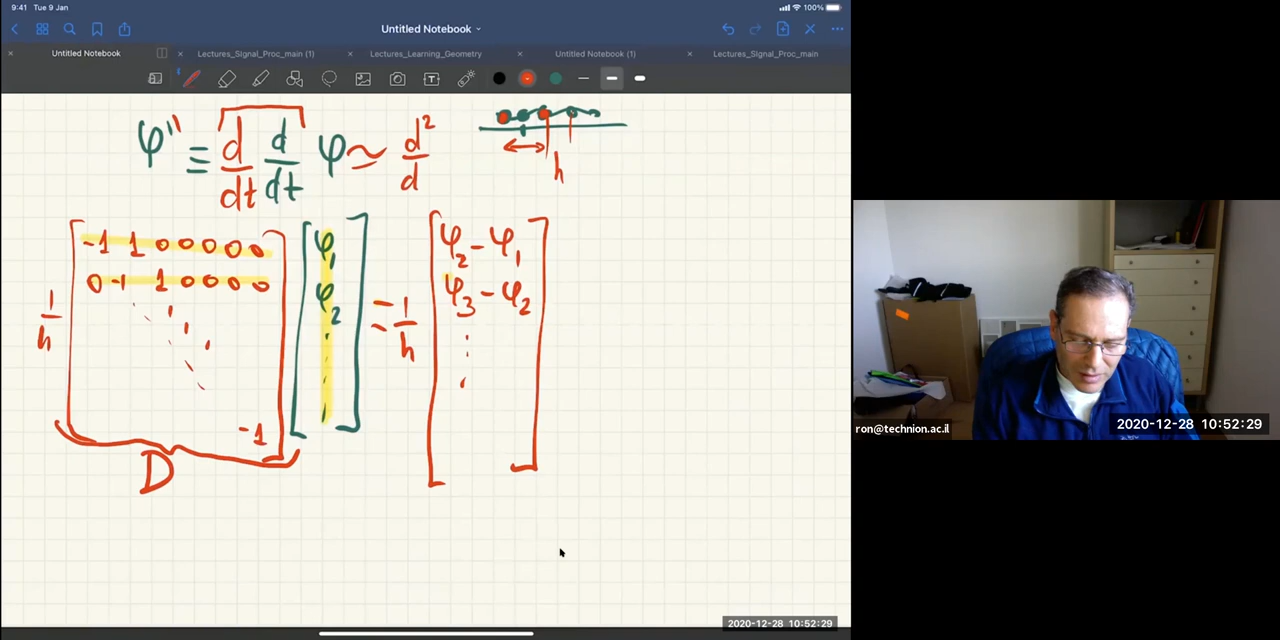 9:41 Tue 9 Jan
100%
Untitled Notebook
Untitled Notebook
Lectures_Signal_Proc_main (1)
Lectures_Learning_Geometry
Untitled Notebook (1)
Lectures_Signal_Proc_main
φ" ≡ d/dt d/dt φ ≃ d²/d
h
1/h [ -1 1 0 0 0 0 0 [ φ₁ = 1/h [ φ₂ - φ₁
0 -1 1 0 0 0 0 φ₂ φ₃ - φ₂
-1
D
ron@technion.ac.il
2020-12-28 10:52:29
2020-12-28 10:52:29